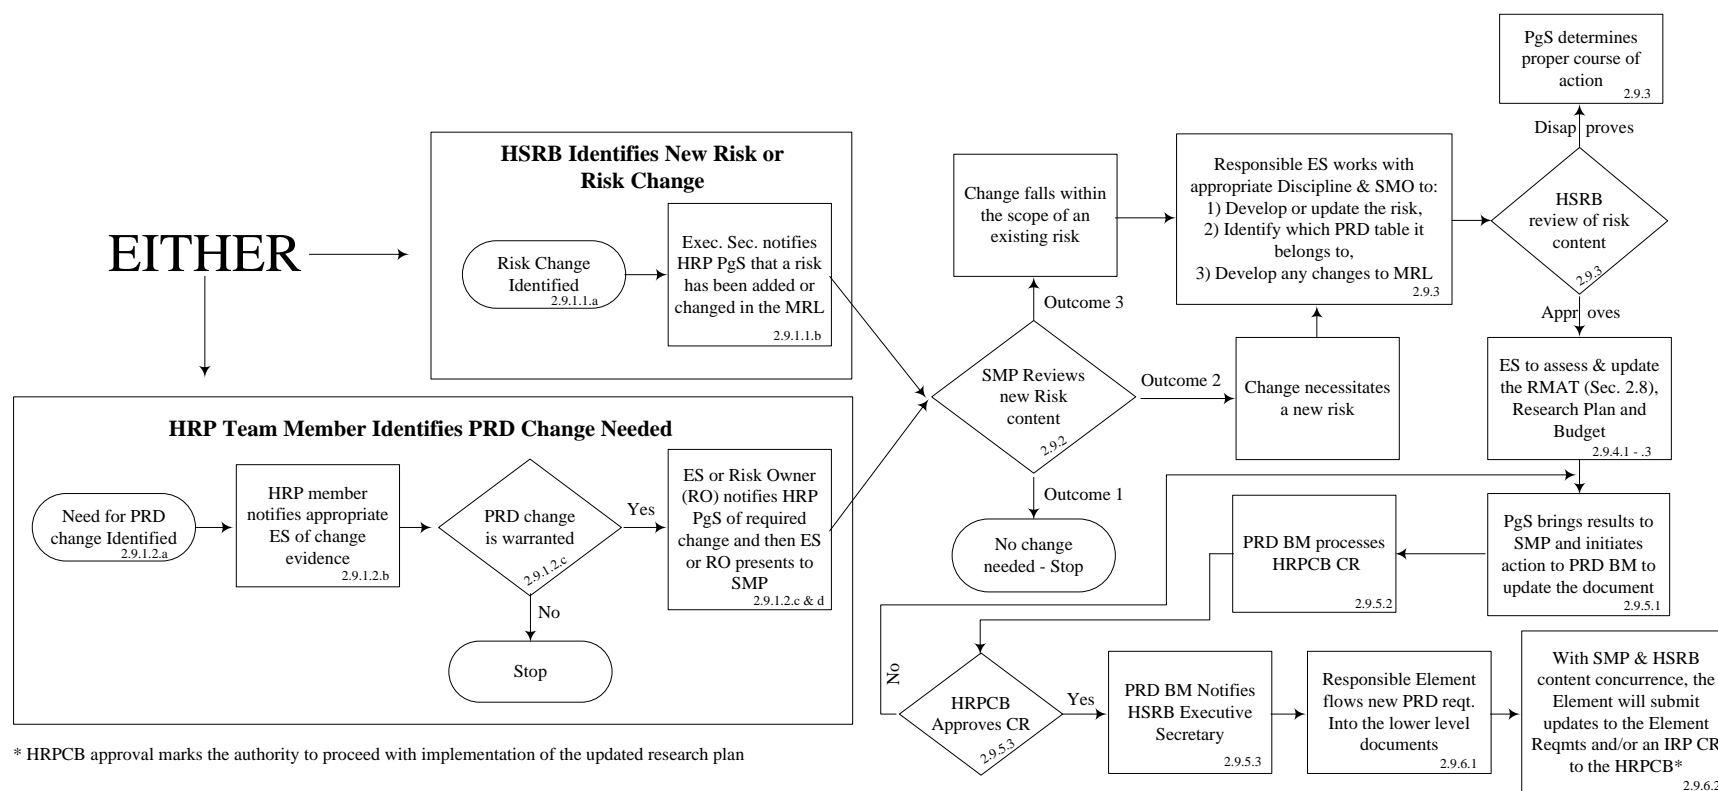 EITHER
HSRB Identifies New Risk or
Risk Change
Risk Change
Identified
2.9.1.1.a
Exec. Sec. notifies
HRP PgS that a risk
has been added or
changed in the MRL
2.9.1.1.b
HRP Team Member Identifies PRD Change Needed
Need for PRD
change Identified
2.9.1.2.a
HRP member
notifies appropriate
ES of change
evidence
2.9.1.2.b
PRD change
is warranted
2.9.1.2.c
Yes
No
Stop
ES or Risk Owner
(RO) notifies HRP
PgS of required
change and then ES
or RO presents to
SMP
2.9.1.2.c & d
SMP Reviews
new Risk
content
2.9.2
Outcome 3
Change falls within
the scope of an
existing risk
Outcome 2
Change necessitates
a new risk
Outcome 1
No change
needed - Stop
Responsible ES works with
appropriate Discipline & SMO to:
1) Develop or update the risk,
2) Identify which PRD table it
belongs to,
3) Develop any changes to MRL
2.9.3
HSRB
review of risk
content
2.9.3
Disap proves
PgS determines
proper course of
action
2.9.3
Appr oves
ES to assess & update
the RMAT (Sec. 2.8),
Research Plan and
Budget
2.9.4.1 - .3
PgS brings results to
SMP and initiates
action to PRD BM to
update the document
2.9.5.1
PRD BM processes
HRPCB CR
2.9.5.2
HRPCB
Approves CR
2.9.5.3
No
Yes
PRD BM Notifies
HSRB Executive
Secretary
2.9.5.3
Responsible Element
flows new PRD reqt.
Into the lower level
documents
2.9.6.1
With SMP & HSRB
content concurrence, the
Element will submit
updates to the Element
Reqmts and/or an IRP CR
to the HRPCB*
2.9.6.2
* HRPCB approval marks the authority to proceed with implementation of the updated research plan